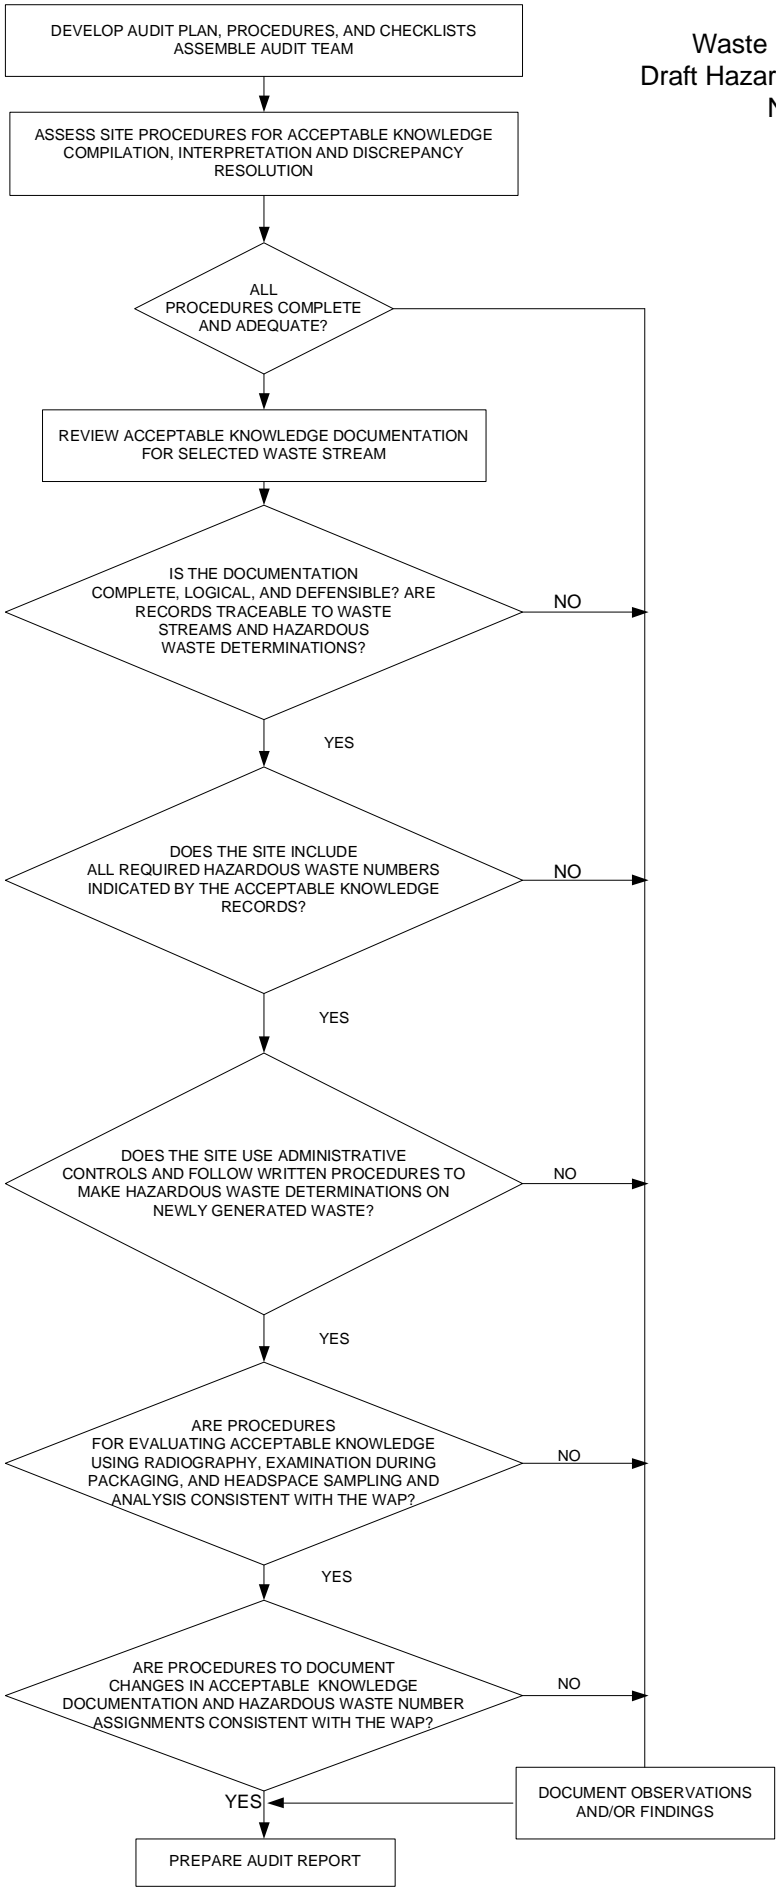 DEVELOP AUDIT PLAN, PROCEDURES, AND CHECKLISTS
ASSEMBLE AUDIT TEAM
Waste
Draft Hazar
N
ASSESS SITE PROCEDURES FOR ACCEPTABLE KNOWLEDGE
COMPILATION, INTERPRETATION AND DISCREPANCY
RESOLUTION
ALL
PROCEDURES COMPLETE
AND ADEQUATE?
REVIEW ACCEPTABLE KNOWLEDGE DOCUMENTATION
FOR SELECTED WASTE STREAM
IS THE DOCUMENTATION
COMPLETE, LOGICAL, AND DEFENSIBLE? ARE
RECORDS TRACEABLE TO WASTE
STREAMS AND HAZARDOUS
WASTE DETERMINATIONS?
NO
YES
DOES THE SITE INCLUDE
ALL REQUIRED HAZARDOUS WASTE NUMBERS
INDICATED BY THE ACCEPTABLE KNOWLEDGE
RECORDS?
NO
YES
DOES THE SITE USE ADMINISTRATIVE
CONTROLS AND FOLLOW WRITTEN PROCEDURES TO
MAKE HAZARDOUS WASTE DETERMINATIONS ON
NEWLY GENERATED WASTE?
NO
YES
ARE PROCEDURES
FOR EVALUATING ACCEPTABLE KNOWLEDGE
USING RADIOGRAPHY, EXAMINATION DURING
PACKAGING, AND HEADSPACE SAMPLING AND
ANALYSIS CONSISTENT WITH THE WAP?
NO
YES
ARE PROCEDURES TO DOCUMENT
CHANGES IN ACCEPTABLE KNOWLEDGE
DOCUMENTATION AND HAZARDOUS WASTE NUMBER
ASSIGNMENTS CONSISTENT WITH THE WAP?
NO
YES
DOCUMENT OBSERVATIONS
AND/OR FINDINGS
PREPARE AUDIT REPORT